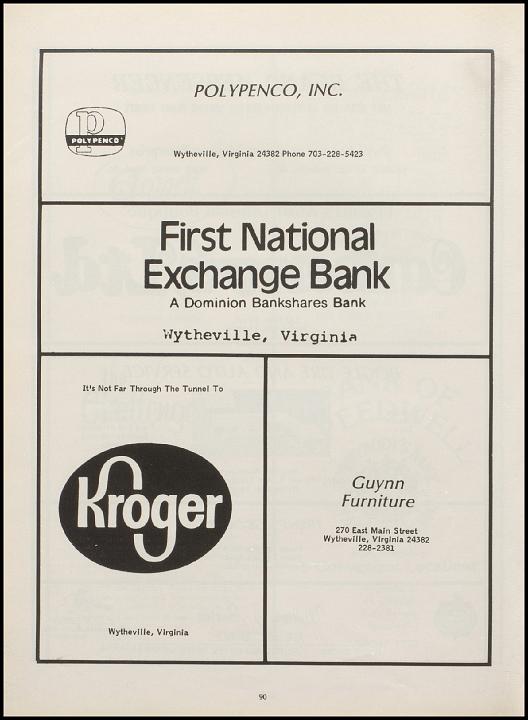 POLYPENCO, INC.
P
POLYPENCO
Wytheville, Virginia 24382 Phone 703-228-5423
First National
Exchange Bank
A Dominion Bankshares Bank
Wytheville, Virginia
It's Not Far Through The Tunnel To
Kroger
Wytheville, Virginia
Guynn
Furniture
270 East Main Street
Wytheville, Virginia 24382
228-2381
90